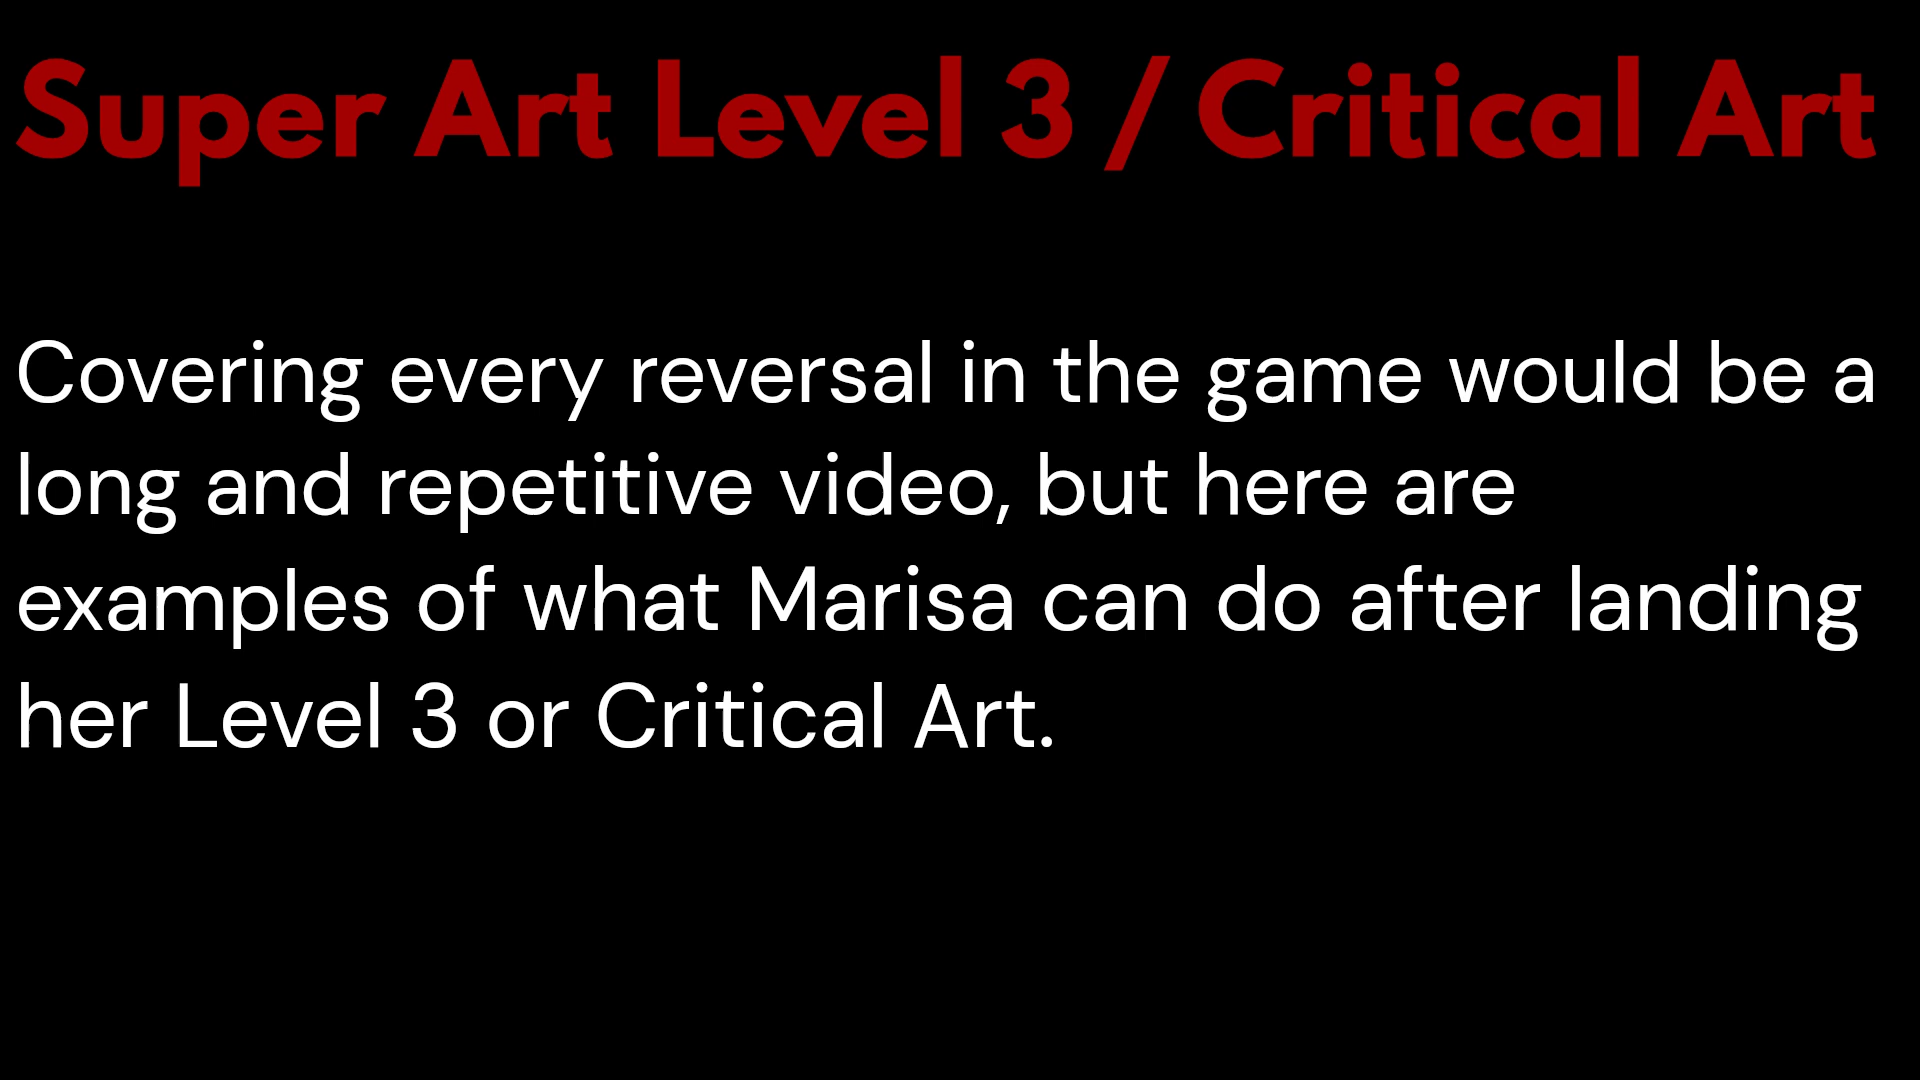 Super Art Level 3 / Critical Art
Covering every reversal in the game would be a
long and repetitive video, but here are
examples of what Marisa can do after landing
her Level 3 or Critical Art.